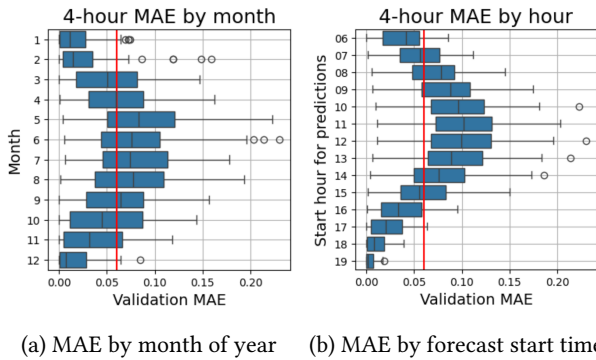 4-hour MAE by month
Month
1
2
3
4
5
6
7
8
9
10
11
12
0.00 0.05 0.10 0.15 0.20
Validation MAE
(a) MAE by month of year
4-hour MAE by hour
Start hour for predictions
06
07
08
09
10
11
12
13
14
15
16
17
18
19
0.00 0.05 0.10 0.15 0.20
Validation MAE
(b) MAE by forecast start time